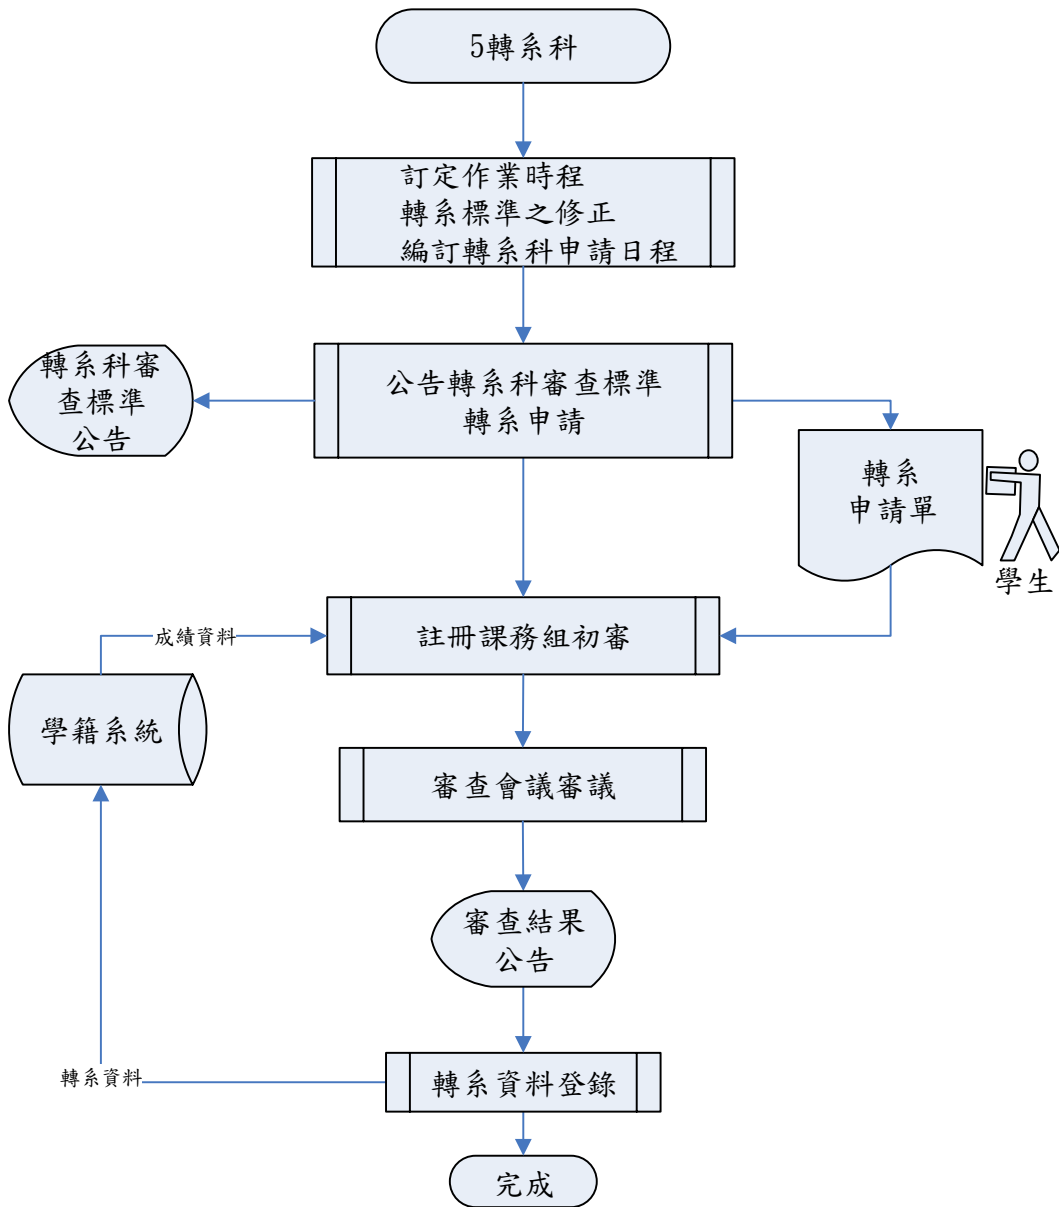 5轉系科
訂定作業時程
轉系標準之修正
編訂轉系科申請日程
轉系科審
查標準
公告
公告轉系科審查標準
轉系申請
轉系
申請單
學生
成績資料
註冊課務組初審
學籍系統
審查會議審議
審查結果
公告
轉系資料
轉系資料登錄
完成